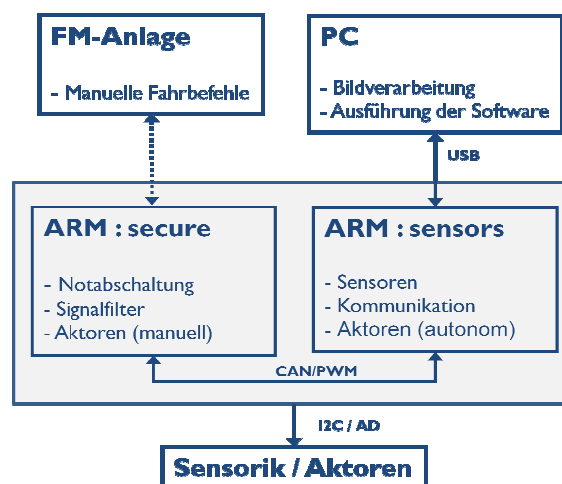 FM-Anlage
- Manuelle Fahrbefehle
PC
- Bildverarbeitung
- Ausführung der Software
USB
ARM : secure
- Notabschaltung
- Signalfilter
- Aktoren (manuell)
ARM : sensors
- Sensoren
- Kommunikation
- Aktoren (autonom)
CAN/PWM
I2C / AD
Sensorik / Aktoren